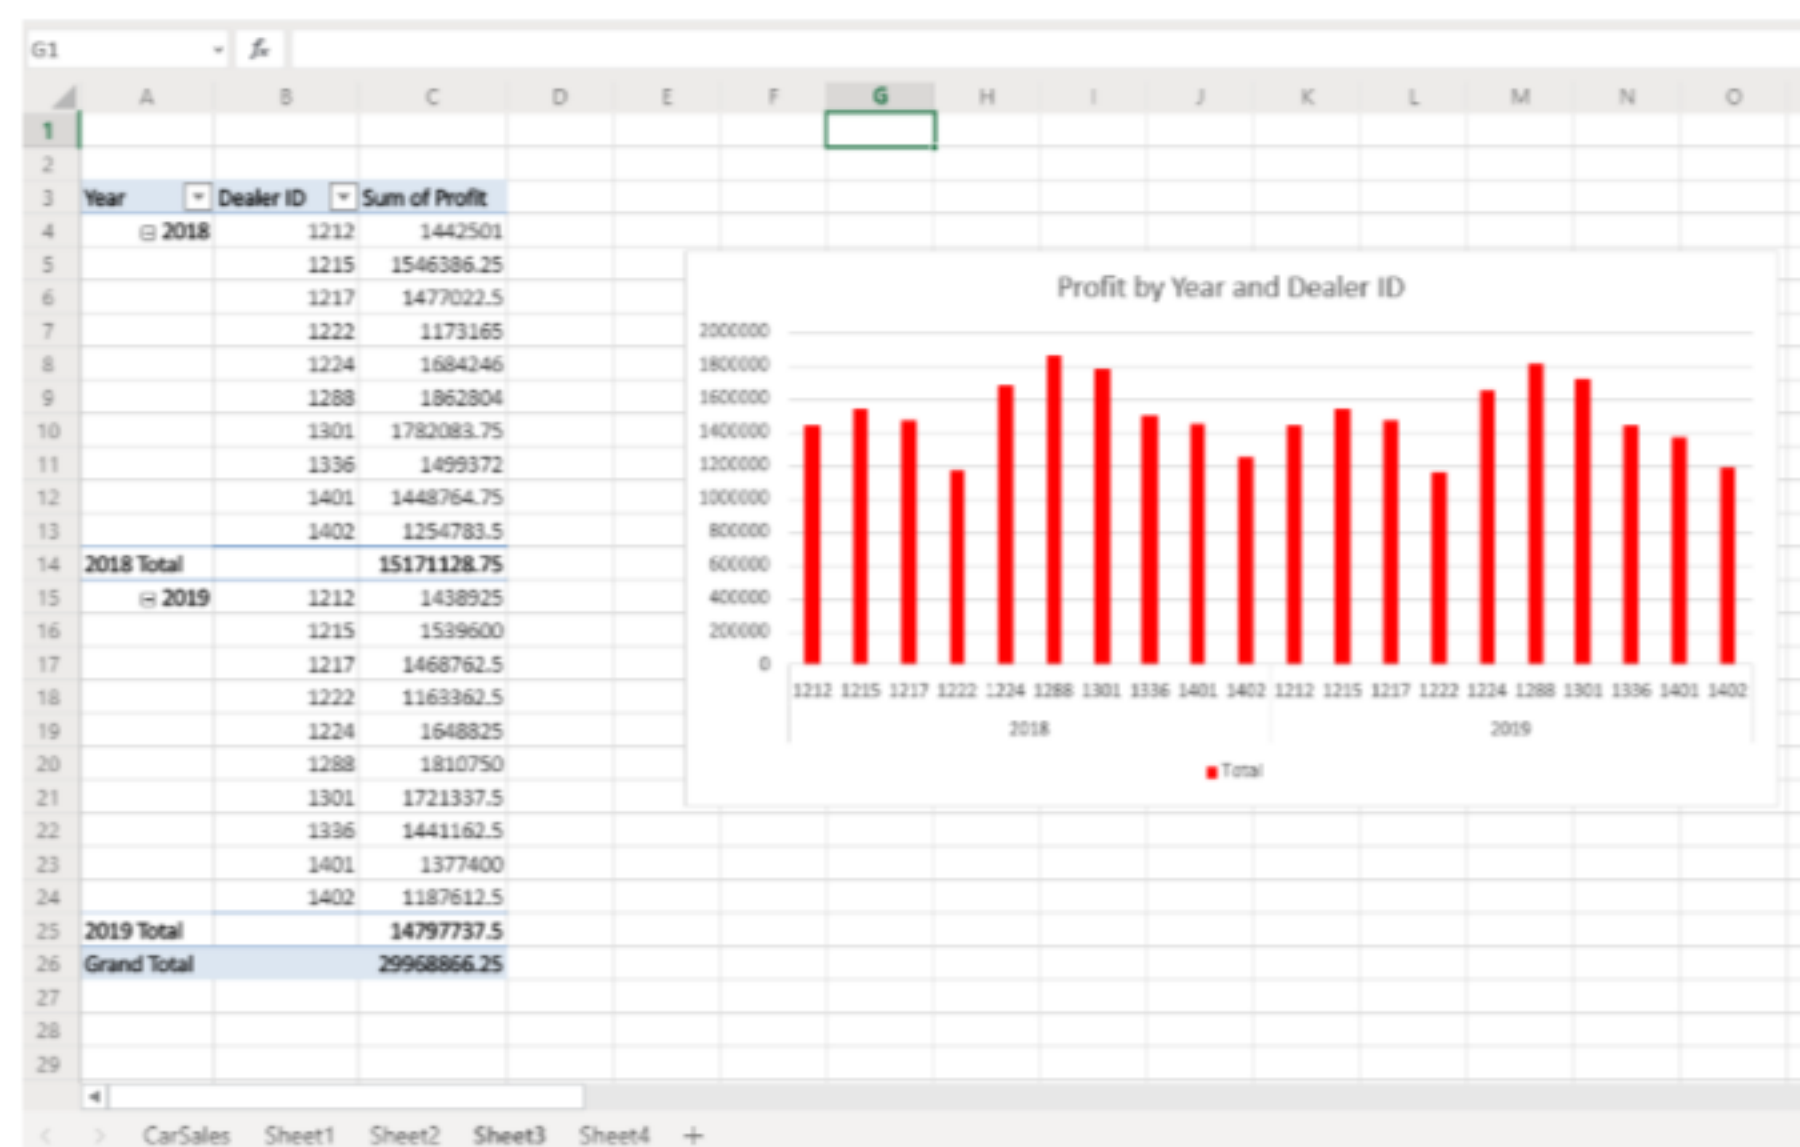 G1 fx
A B C D E F G H I J K L M N O
1
2
3 Year Dealer ID Sum of Profit
4 2018 1212 1442501
5 1215 1546386.25
6 1217 1477022.5
7 1222 1173165
8 1224 1684246
9 1288 1862804
10 1301 1782083.75
11 1336 1499372
12 1401 1448764.75
13 1402 1254783.5
14 2018 Total 15171128.75
15 2019 1212 1438925
16 1215 1539600
17 1217 1468762.5
18 1222 1163362.5
19 1224 1648825
20 1288 1810750
21 1301 1721337.5
22 1336 1441162.5
23 1401 1377400
24 1402 1187612.5
25 2019 Total 14797737.5
26 Grand Total 29968866.25
27
28
29
Profit by Year and Dealer ID
2000000
1800000
1600000
1400000
1200000
1000000
800000
600000
400000
200000
0
1212 1215 1217 1222 1224 1288 1301 1336 1401 1402 1212 1215 1217 1222 1224 1288 1301 1336 1401 1402
2018 2019
Total
CarSales Sheet1 Sheet2 Sheet3 Sheet4 +